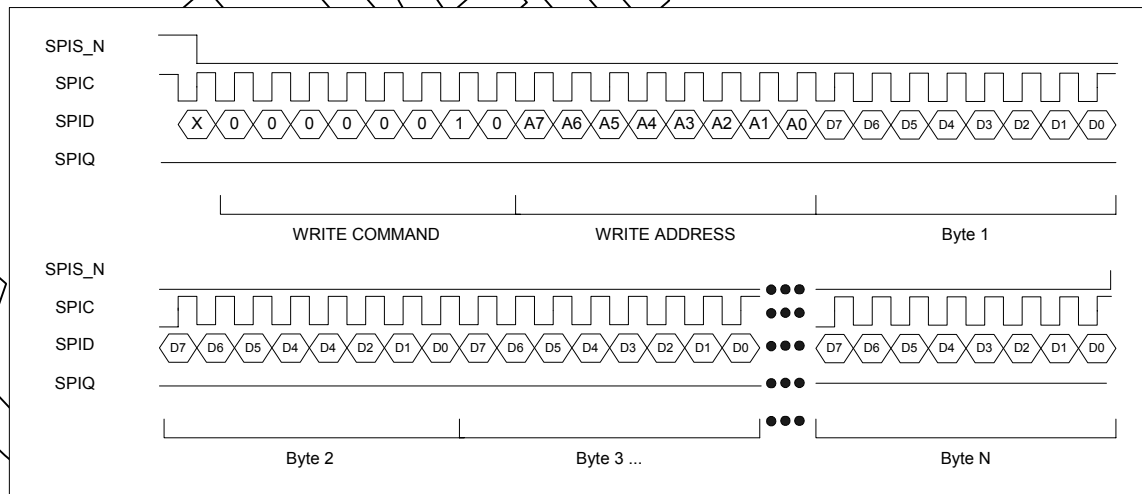 SPIS_N
SPIC
SPID X 0 0 0 0 0 0 1 0 A7 A6 A5 A4 A3 A2 A1 A0 D7 D6 D5 D4 D3 D2 D1 D0
SPIQ
WRITE COMMAND WRITE ADDRESS Byte 1
SPIS_N
SPIC
SPID D7 D6 D5 D4 D4 D2 D1 D0 D7 D6 D5 D4 D3 D2 D1 D0 D7 D6 D5 D4 D3 D2 D1 D0
SPIQ
Byte 2 Byte 3 ... Byte N